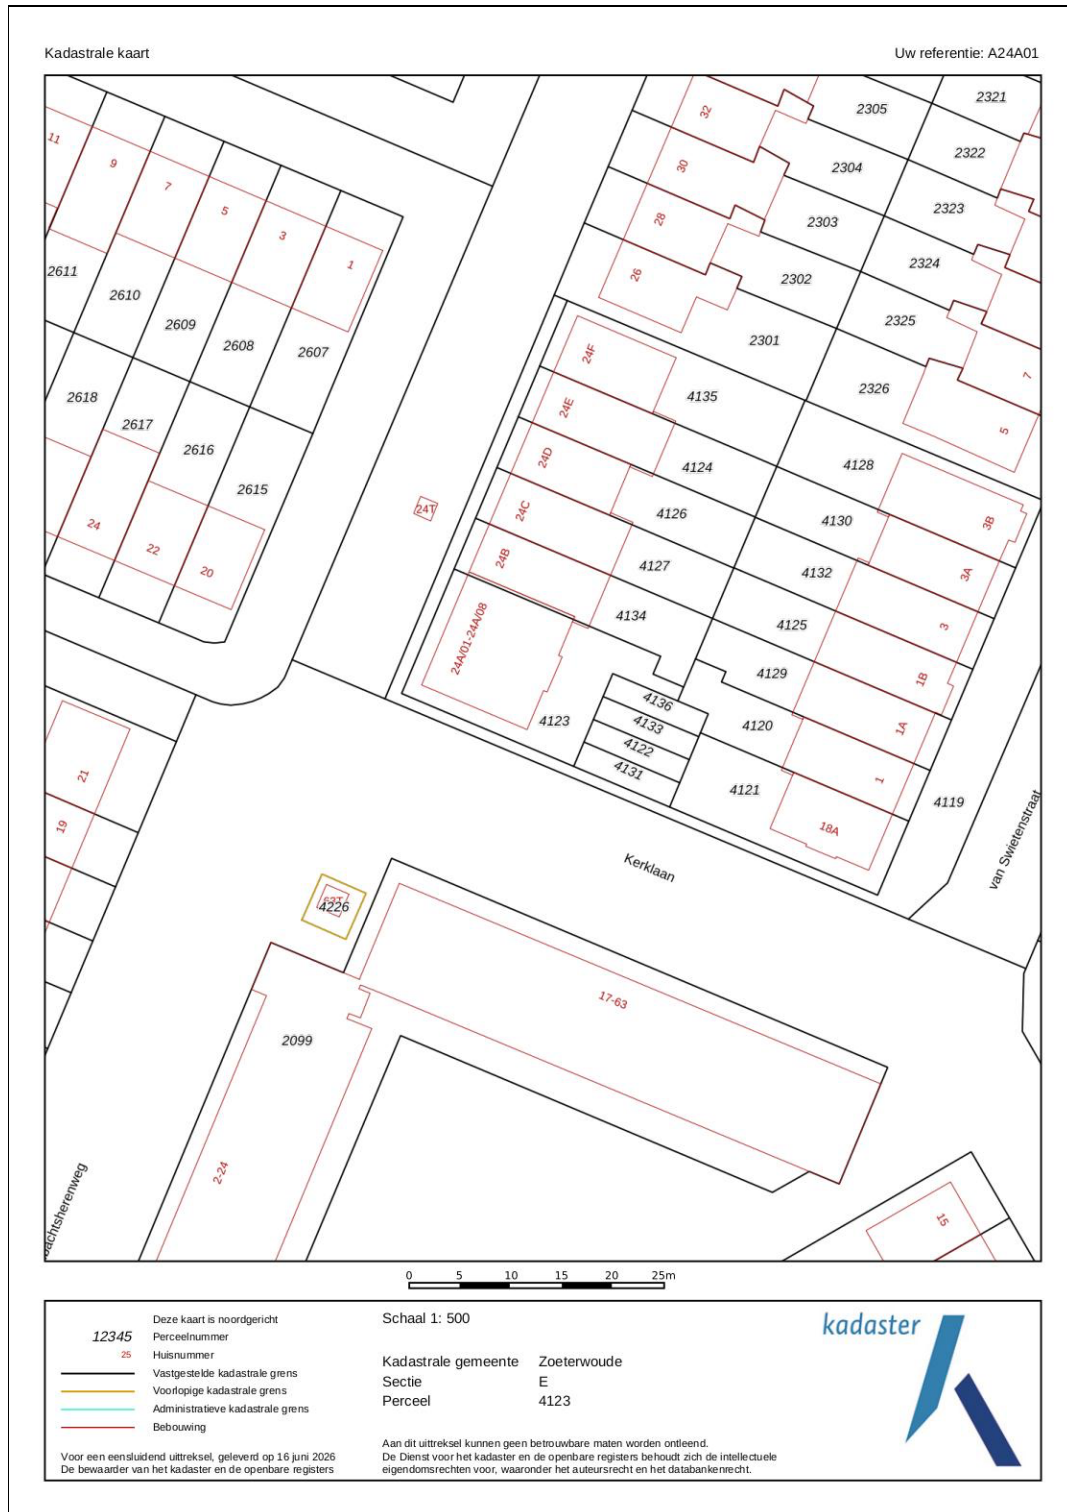 Kadastrale kaart
Uw referentie: A24A01
2321
32
2305
11
2322
9
30
2304
7
2323
5
28
2303
3
2324
1
26
2302
2611
2610
2325
2609
2301
2608
2607
24F
7
2618
4135
2326
24E
2617
5
2616
24D
4124
4128
2615
24T
24C
4126
4130
3B
24
22
24B
4127
4132
3A
20
4134
4125
3
24A/01-24A/08
4129
1B
4136
4123
4133
4120
1A
4122
21
4131
4121
1
4119
19
18A
van Swietenstraat
Kerklaan
4226
17-63
2099
2-24
15
0 5 10 15 20 25m
Deze kaart is noordgericht
12345 Perceelnummer
25 Huisnummer
Vastgestelde kadastrale grens
Voorlopige kadastrale grens
Administratieve kadastrale grens
Bebouwing
Voor een eensluidend uittreksel, geleverd op 16 juni 2026
De bewaarder van het kadaster en de openbare registers
Schaal 1: 500
Kadastrale gemeente Zoeterwoude
Sectie E
Perceel 4123
Aan dit uittreksel kunnen geen betrouwbare maten worden ontleend.
De Dienst voor het kadaster en de openbare registers behoudt zich de intellectuele
eigendomsrechten voor, waaronder het auteursrecht en het databankenrecht.
kadaster